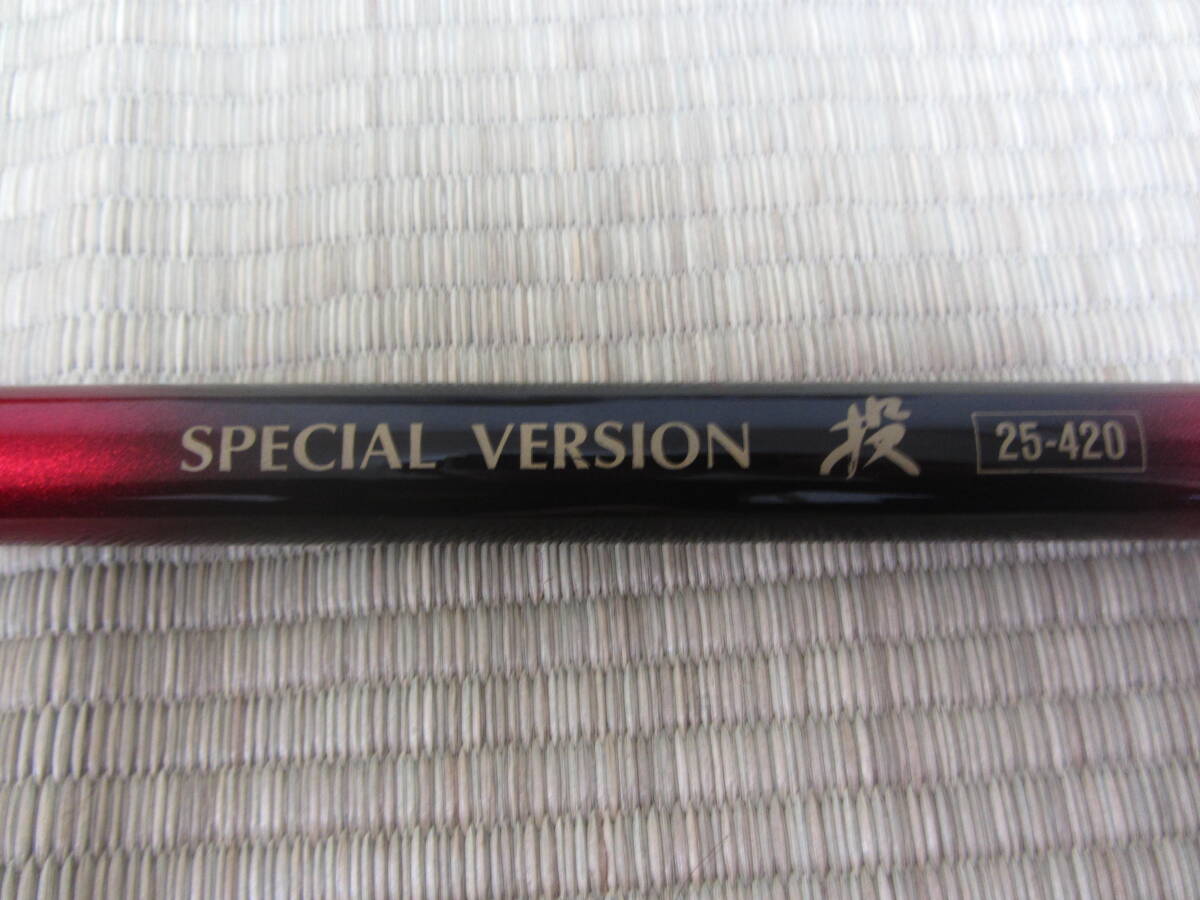 SPECIAL VERSION 投 25-420